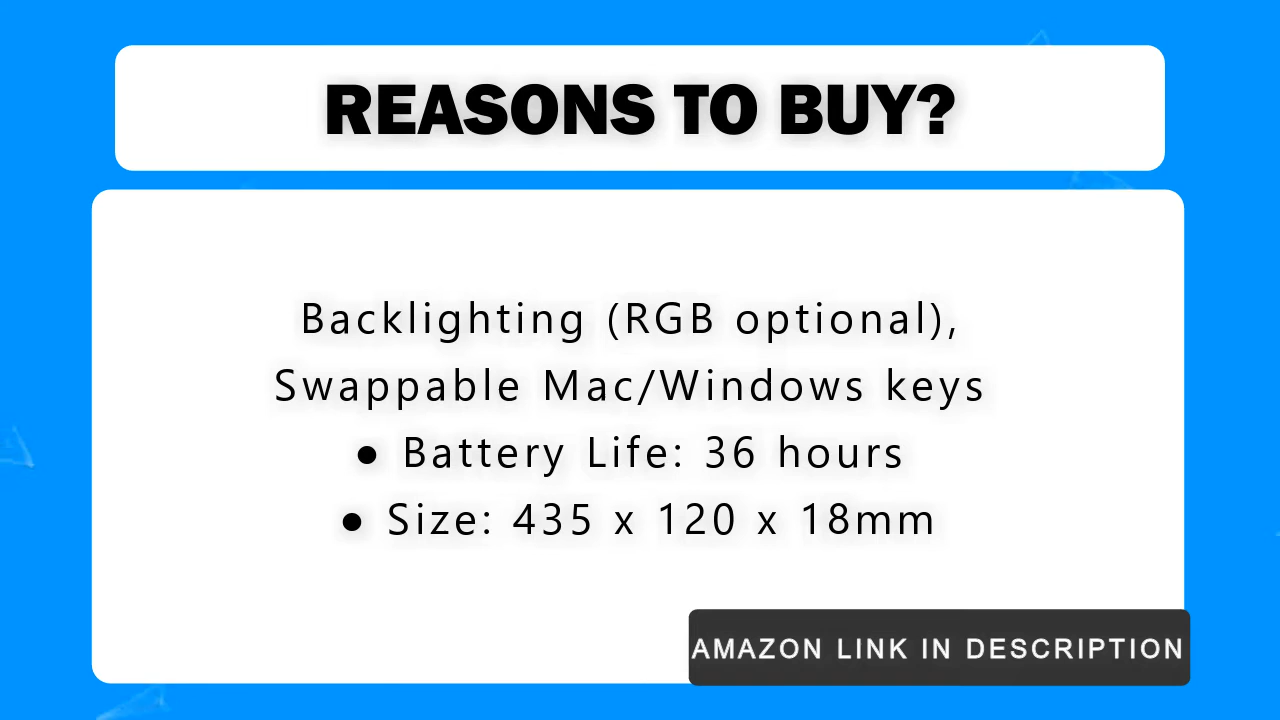 REASONS TO BUY?
Backlighting (RGB optional),
Swappable Mac/Windows keys
● Battery Life: 36 hours
● Size: 435 x 120 x 18mm
AMAZON LINK IN DESCRIPTION